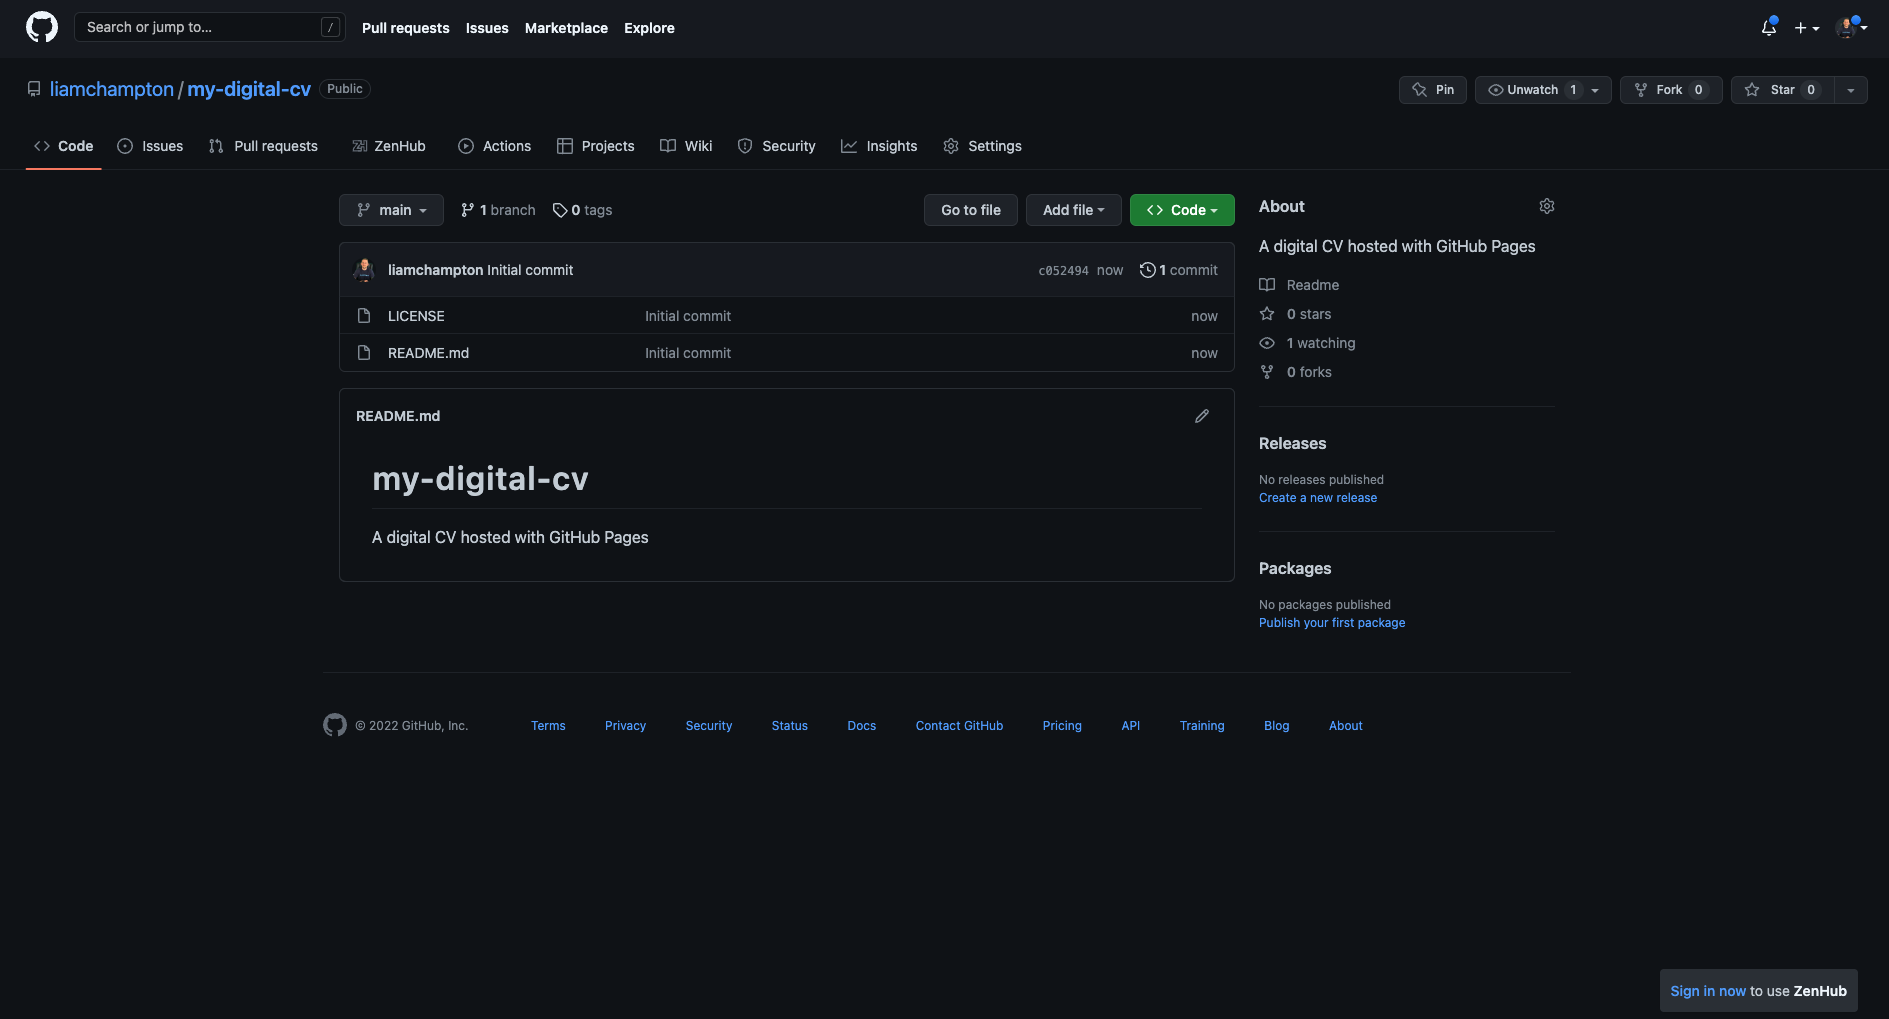 Search or jump to... /
Pull requests Issues Marketplace Explore
liamchampton / my-digital-cv Public
Pin Unwatch 1 Fork 0 Star 0
Code Issues Pull requests ZenHub Actions Projects Wiki Security Insights Settings
main 1 branch 0 tags Go to file Add file Code
liamchampton Initial commit c052494 now 1 commit
LICENSE Initial commit now
README.md Initial commit now
README.md
my-digital-cv
A digital CV hosted with GitHub Pages
About
A digital CV hosted with GitHub Pages
Readme
0 stars
1 watching
0 forks
Releases
No releases published
Create a new release
Packages
No packages published
Publish your first package
© 2022 GitHub, Inc. Terms Privacy Security Status Docs Contact GitHub Pricing API Training Blog About
Sign in now to use ZenHub